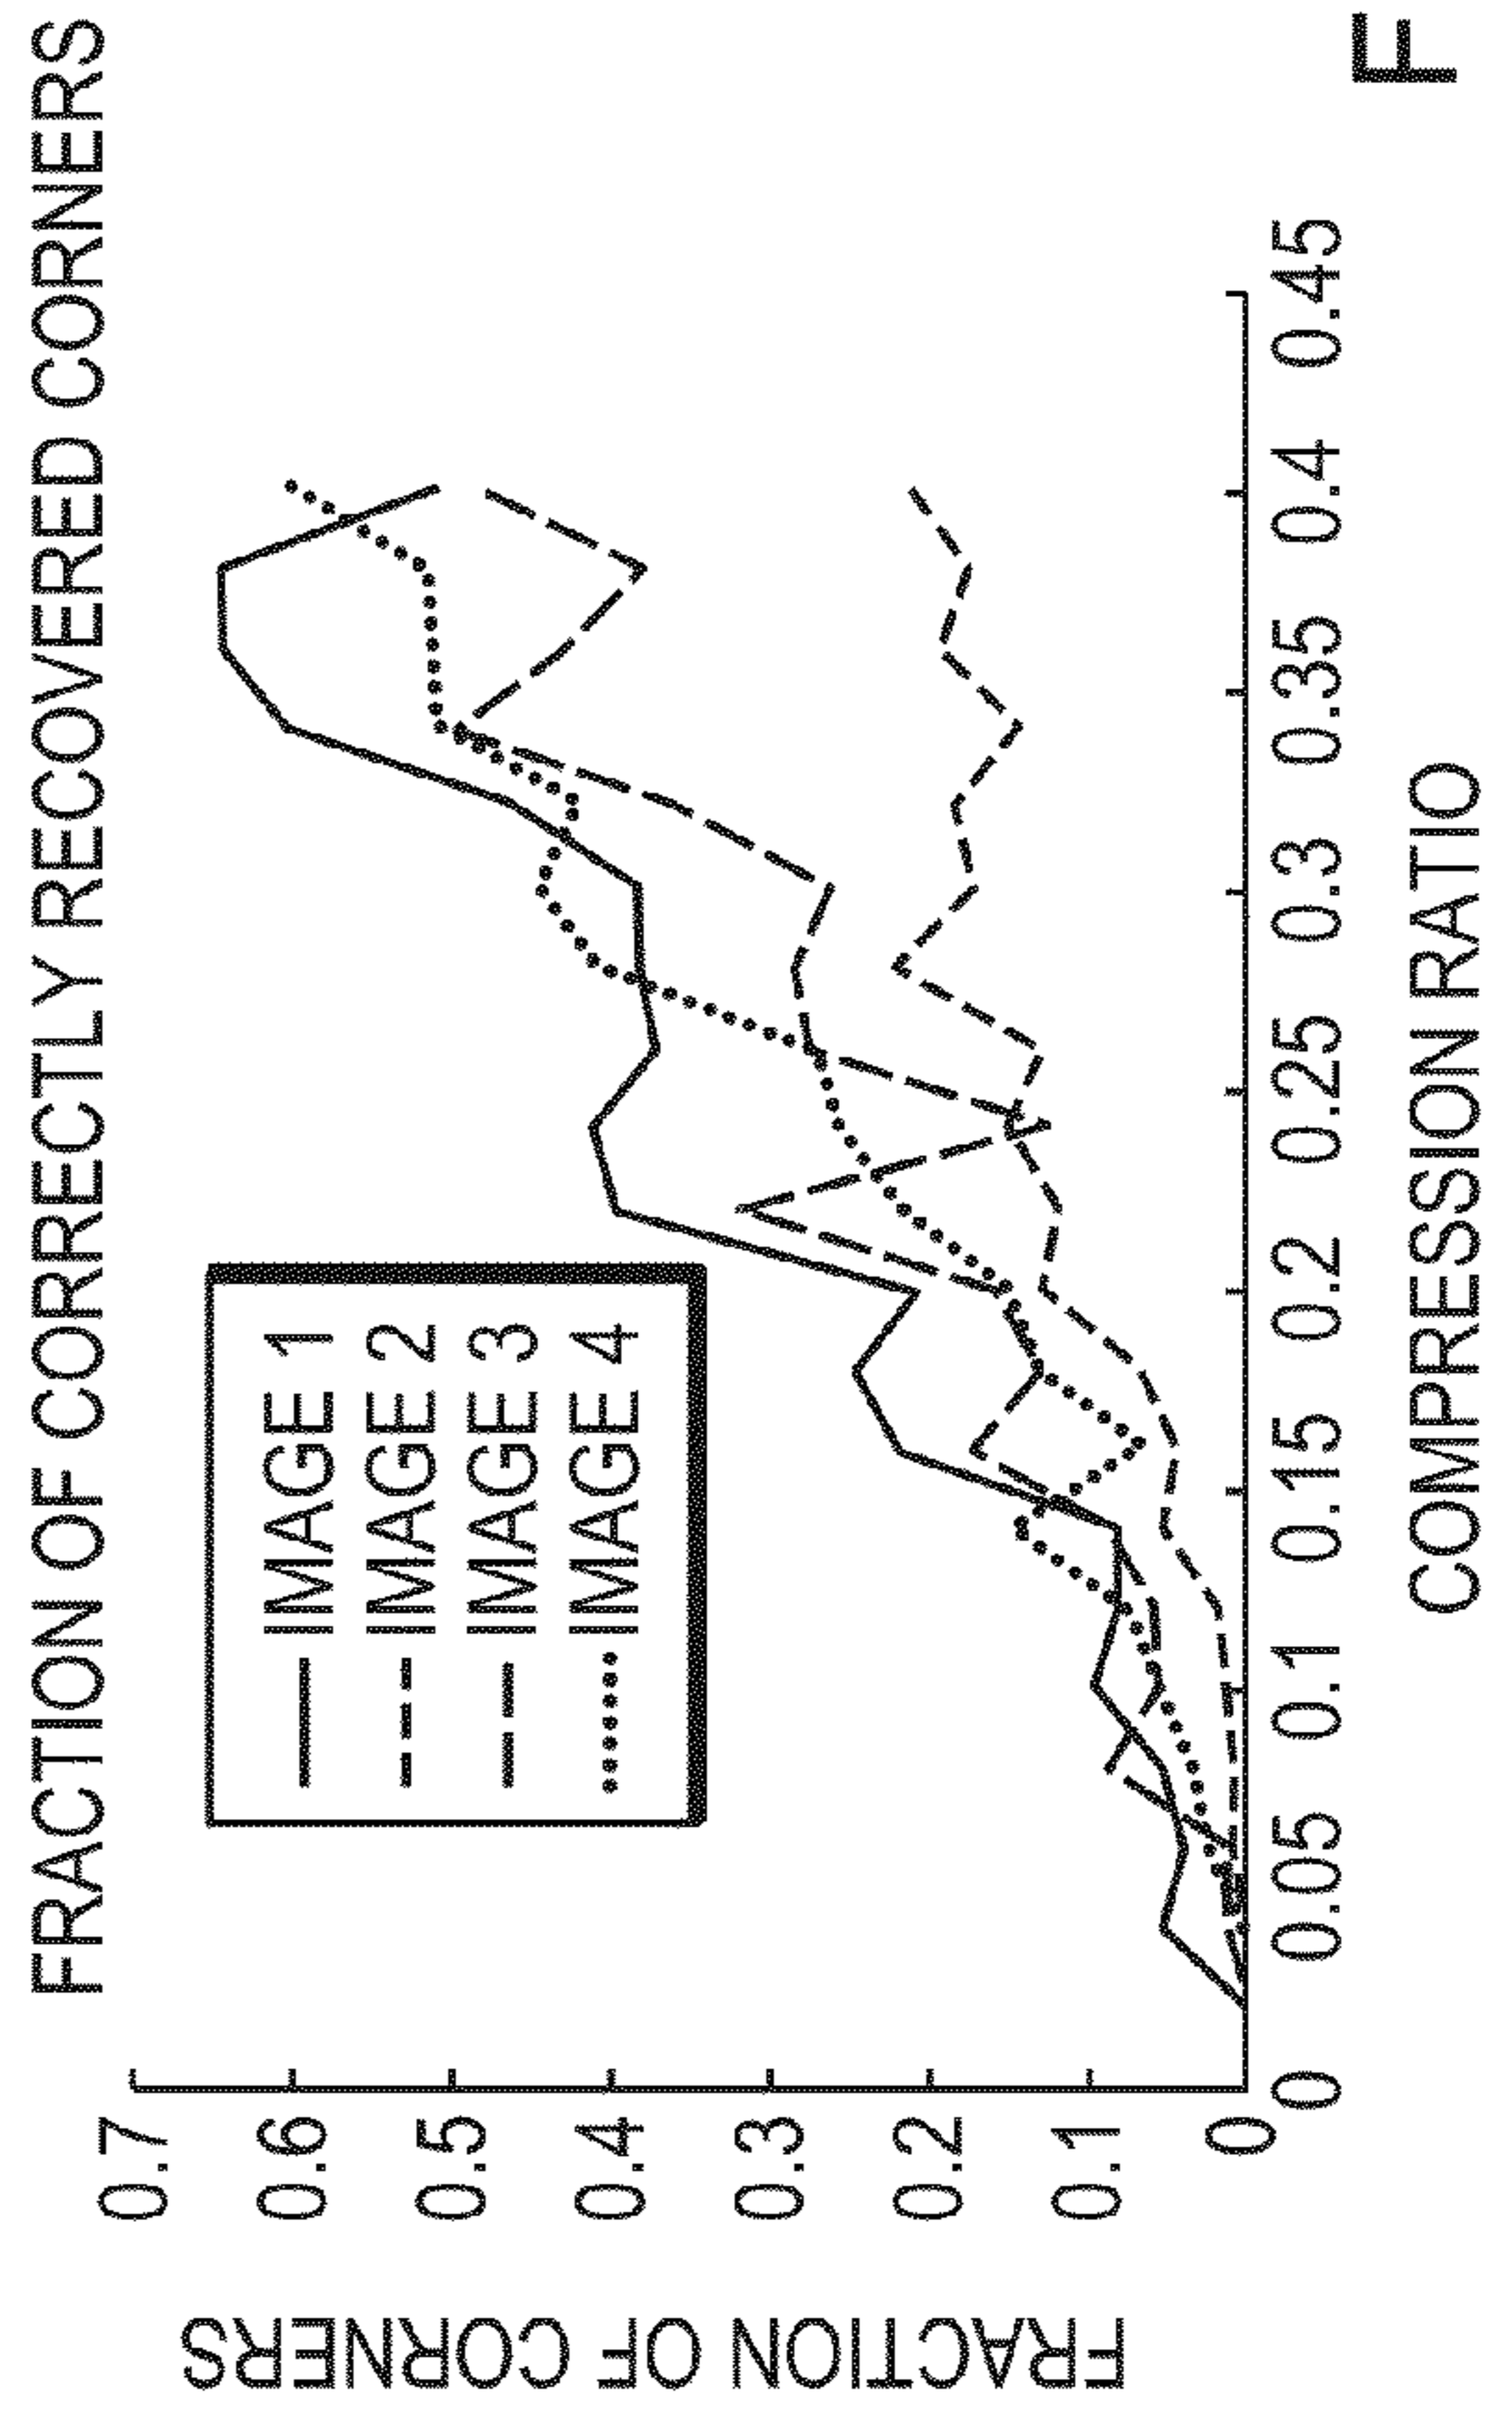 FRACTION OF CORRECTLY RECOVERED CORNERS
FRACTION OF CORNERS
0.7
0.6
0.5
0.4
0.3
0.2
0.1
0
IMAGE 1
IMAGE 2
IMAGE 3
IMAGE 4
0 0.05 0.1 0.15 0.2 0.25 0.3 0.35 0.4 0.45
COMPRESSION RATIO
F